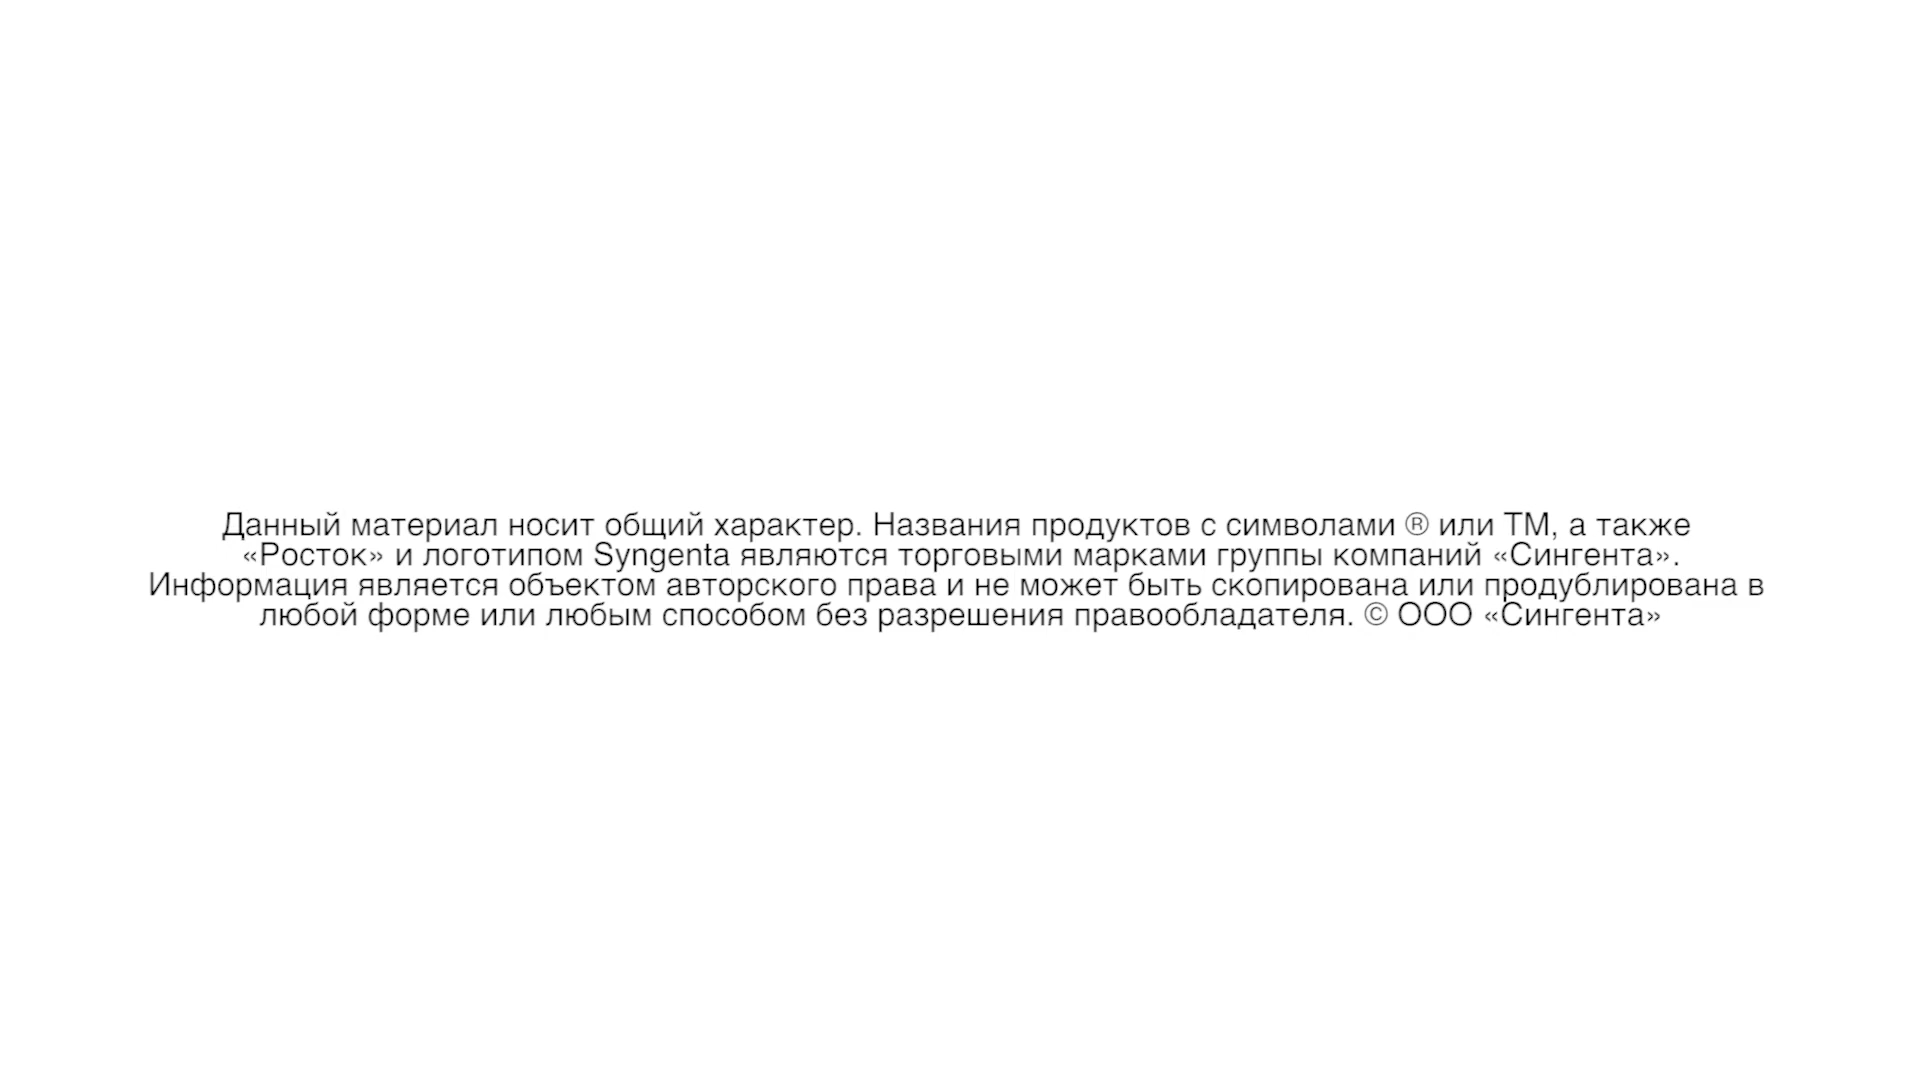 Данный материал носит общий характер. Названия продуктов с символами ® или ТМ, а также
«Росток» и логотипом Syngenta являются торговыми марками группы компаний «Сингента».
Информация является объектом авторского права и не может быть скопирована или продублирована в
любой форме или любым способом без разрешения правообладателя. © ООО «Сингента»